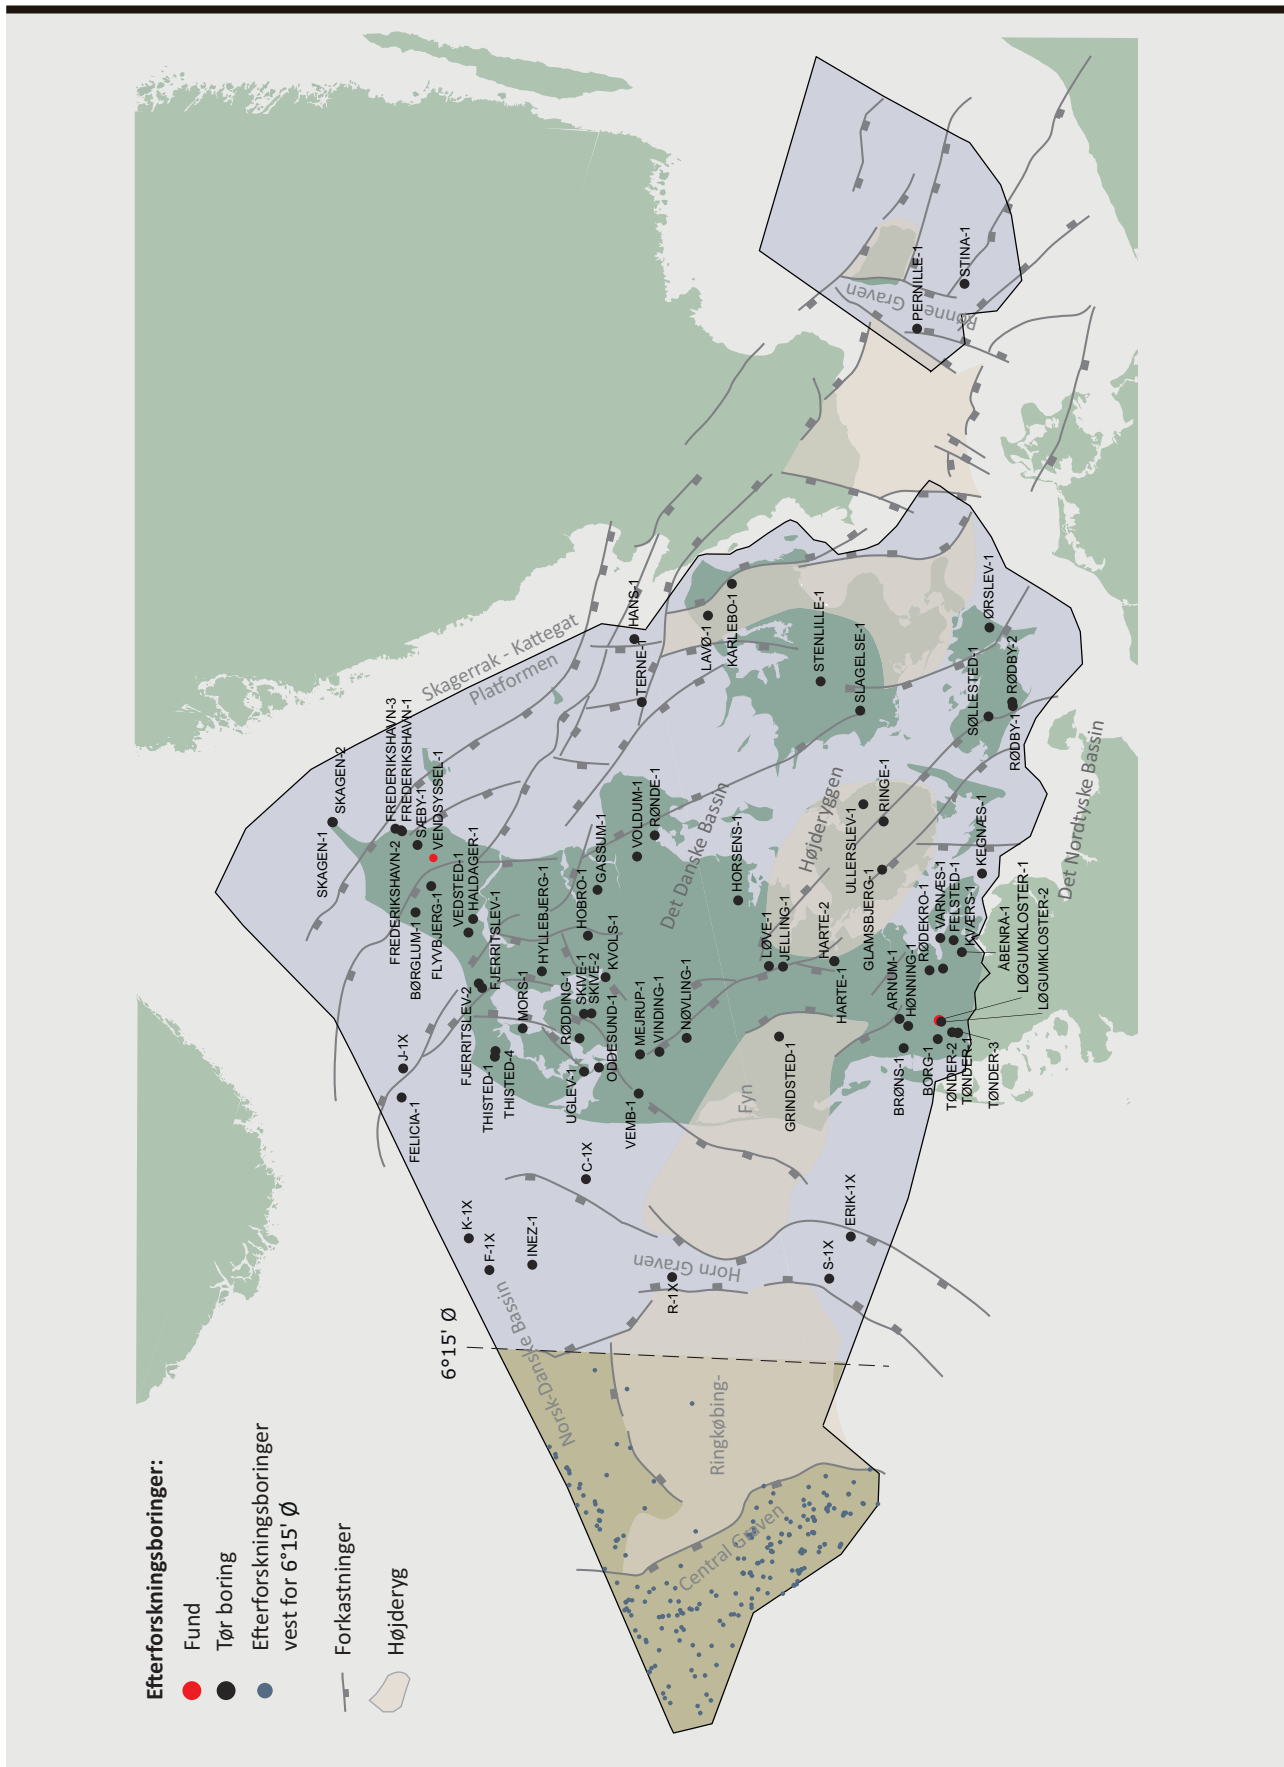 Efterforskningsboringer:
Fund
Tør boring
Efterforskningsboringer
vest for 6°15' Ø
Forkastninger
Højderyg
6°15' Ø
Norsk-Danske Bassin
Central Graven
Ringkøbing-
Horn Graven
Fyn
Højderyggen
Det Danske Bassin
Det Nordtyske Bassin
Skagerrak - Kattegat
Platformen
Rønne Graven
SKAGEN-1
SKAGEN-2
FREDERIKSHAVN-3
FREDERIKSHAVN-1
FREDERIKSHAVN-2
SÆBY-1
VENDSYSSEL-1
BØRGLUM-1
FLYVBJERG-1
VEDSTED-1
HALDAGER-1
FJERRITSLEV-2
FJERRITSLEV-1
J-1X
FELICIA-1
THISTED-1
THISTED-4
MORS-1
HYLLEBJERG-1
HOBRO-1
GASSUM-1
RØDDING-1
SKIVE-1
SKIVE-2
KVOLS-1
UGLEV-1
ODDESUND-1
MEJRUP-1
VINDING-1
NØVLING-1
VEMB-1
VOLDUM-1
RØNDE-1
HORSENS-1
K-1X
F-1X
INEZ-1
C-1X
R-1X
S-1X
ERIK-1X
HANS-1
TERNE-1
LAVØ-1
KARLEBO-1
STENLILLE-1
SLAGELSE-1
LØVE-1
JELLING-1
HARTE-2
HARTE-1
GRINDSTED-1
ULLERSLEV-1
RINGE-1
GLAMSBJERG-1
ARNUM-1
HØNNING-1
BRØNS-1
BORG-1
RØDEKRO-1
VARNÆS-1
FELSTED-1
KVÆRS-1
KEGNÆS-1
ÅBENRÅ-1
LØGUMKLOSTER-1
LØGUMKLOSTER-2
TØNDER-2
TØNDER-1
TØNDER-3
SØLLESTED-1
ØRSLEV-1
RØDBY-2
RØDBY-1
PERNILLE-1
STINA-1